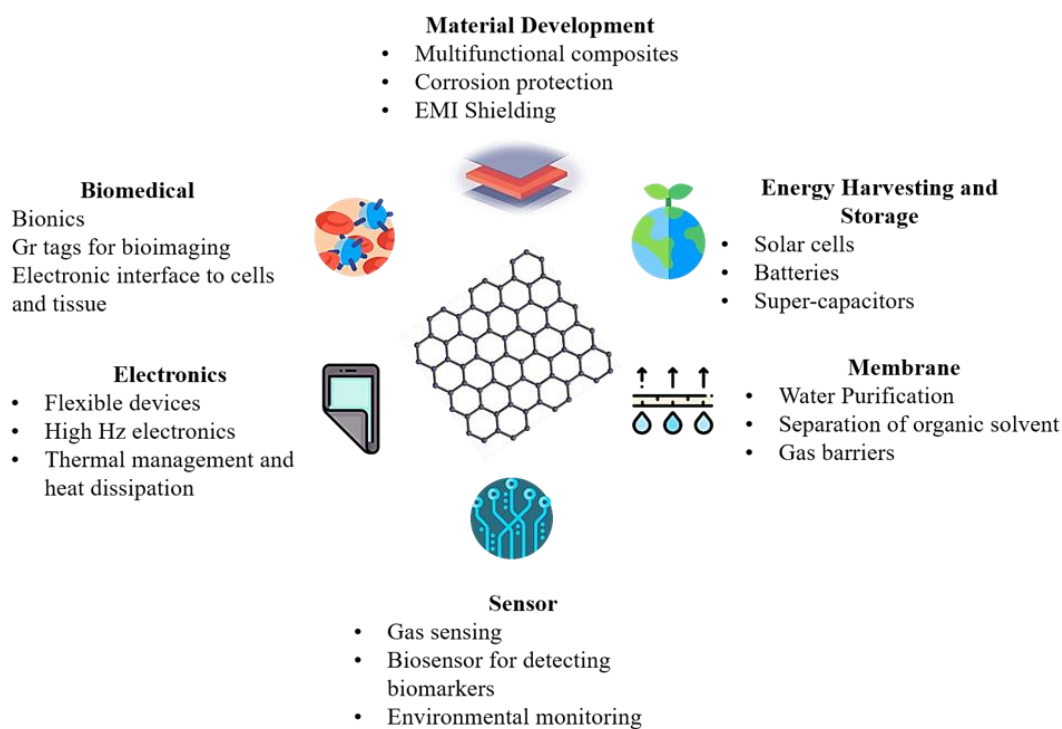 Material Development
• Multifunctional composites
• Corrosion protection
• EMI Shielding
Biomedical
Bionics
Gr tags for bioimaging
Electronic interface to cells
and tissue
Energy Harvesting and
Storage
• Solar cells
• Batteries
• Super-capacitors
Electronics
• Flexible devices
• High Hz electronics
• Thermal management and
heat dissipation
Membrane
• Water Purification
• Separation of organic solvent
• Gas barriers
Sensor
• Gas sensing
• Biosensor for detecting
biomarkers
• Environmental monitoring